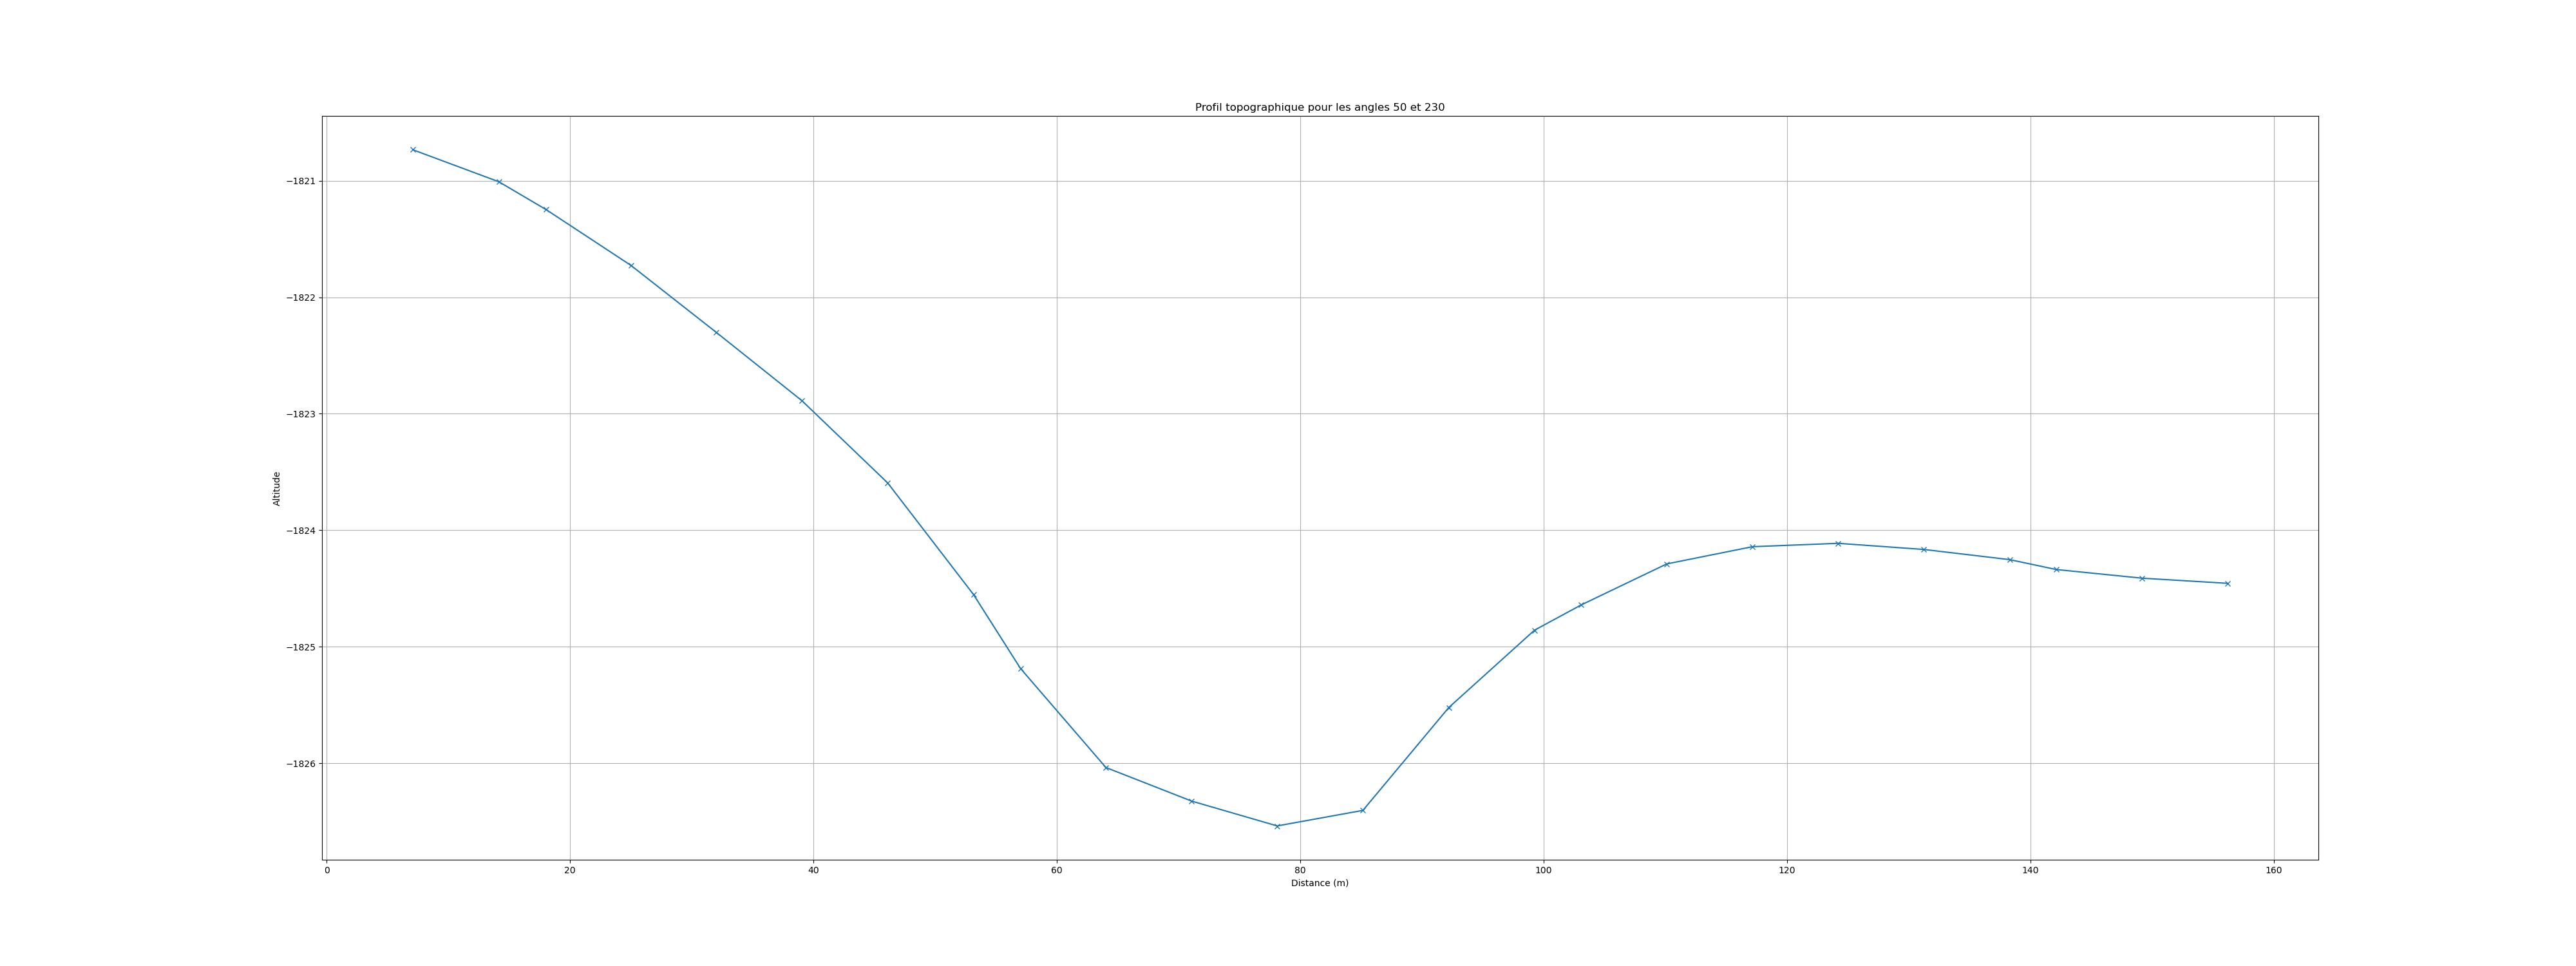 Profil topographique pour les angles 50 et 230
−1821
−1822
−1823
−1824
−1825
−1826
Altitude
0 20 40 60 80 100 120 140 160
Distance (m)